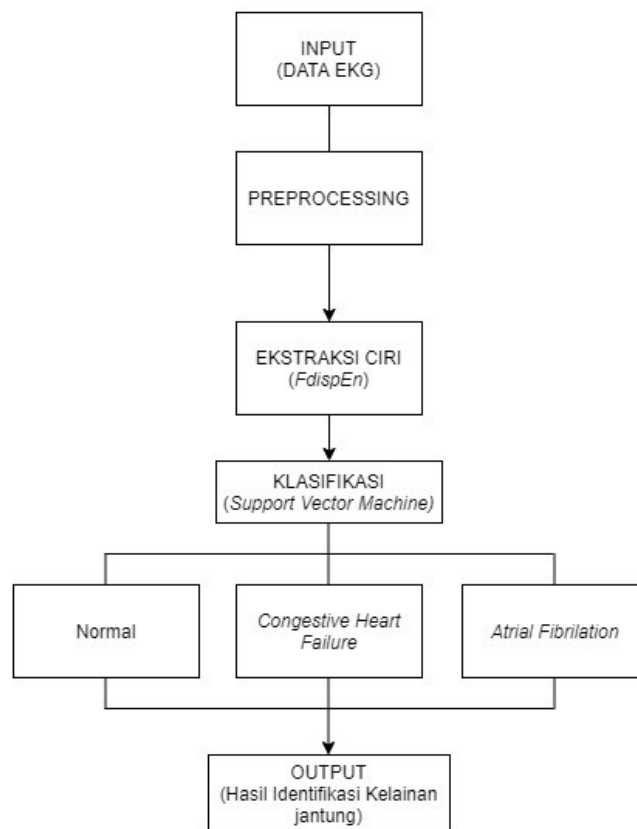 INPUT
(DATA EKG)
PREPROCESSING
EKSTRAKSI CIRI
(FdispEn)
KLASIFIKASI
(Support Vector Machine)
Normal
Congestive Heart
Failure
Atrial Fibrilation
OUTPUT
(Hasil Identifikasi Kelainan
jantung)